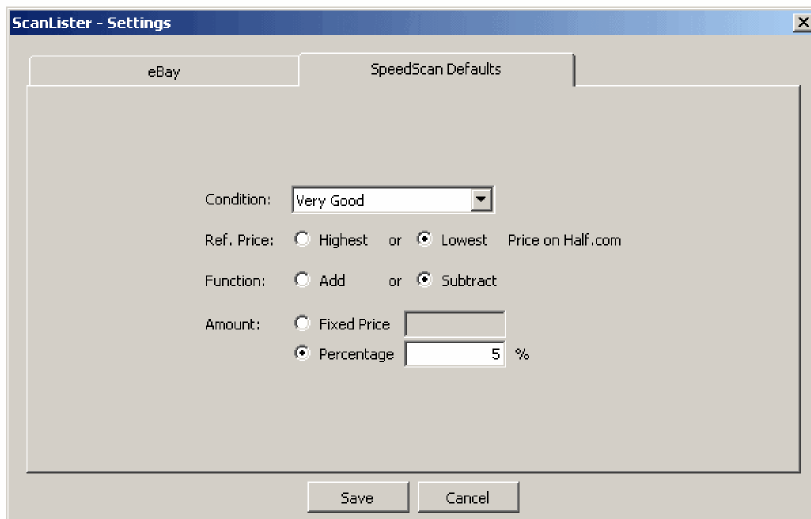 ScanLister - Settings
eBay SpeedScan Defaults
Condition: Very Good
Ref. Price: Highest or Lowest Price on Half.com
Function: Add or Subtract
Amount: Fixed Price
Percentage 5 %
Save Cancel